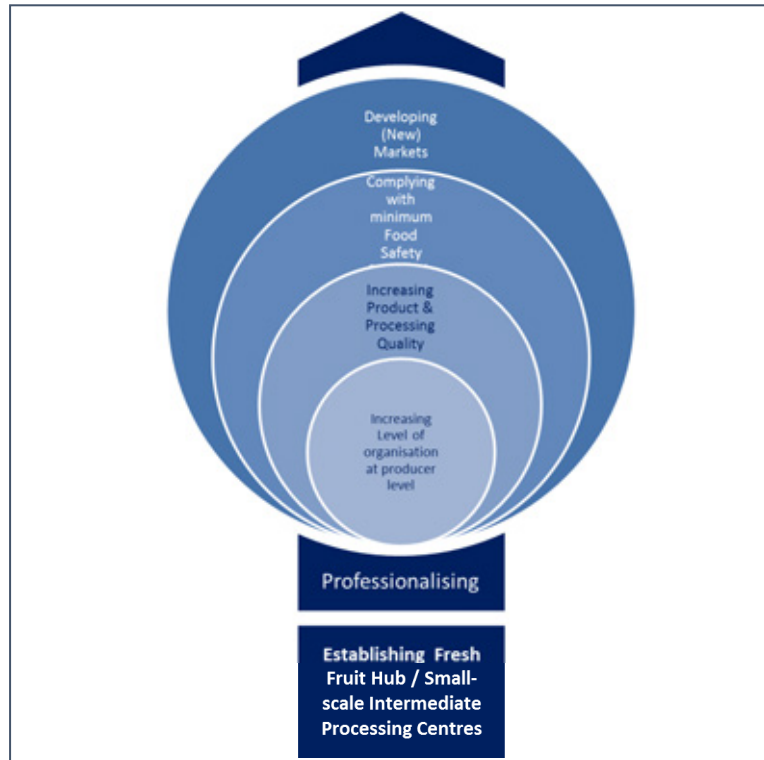 Developing
(New)
Markets
Complying
with
minimum
Food
Safety
Increasing
Product &
Processing
Quality
Increasing
Level of
organisation
at producer
level
Professionalising
Establishing Fresh
Fruit Hub / Small-
scale Intermediate
Processing Centres